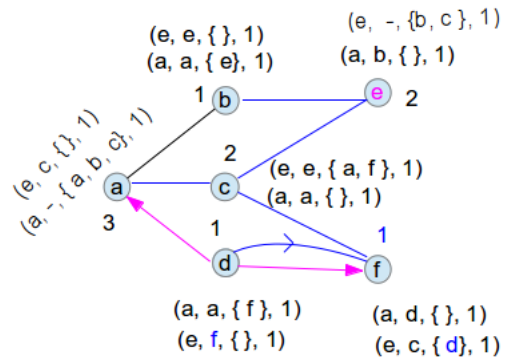 (e, -, {b, c }, 1)
(e, e, { }, 1)
(a, a, { e}, 1)
(a, b, { }, 1)
1
b
e
2
(e, c, { }, 1)
(a, -, { a, b, c}, 1)
2
(e, e, { a, f }, 1)
a
c
(a, a, { }, 1)
3
1
1
d
f
(a, a, { f }, 1)
(a, d, { }, 1)
(e, f, { }, 1)
(e, c, { d}, 1)